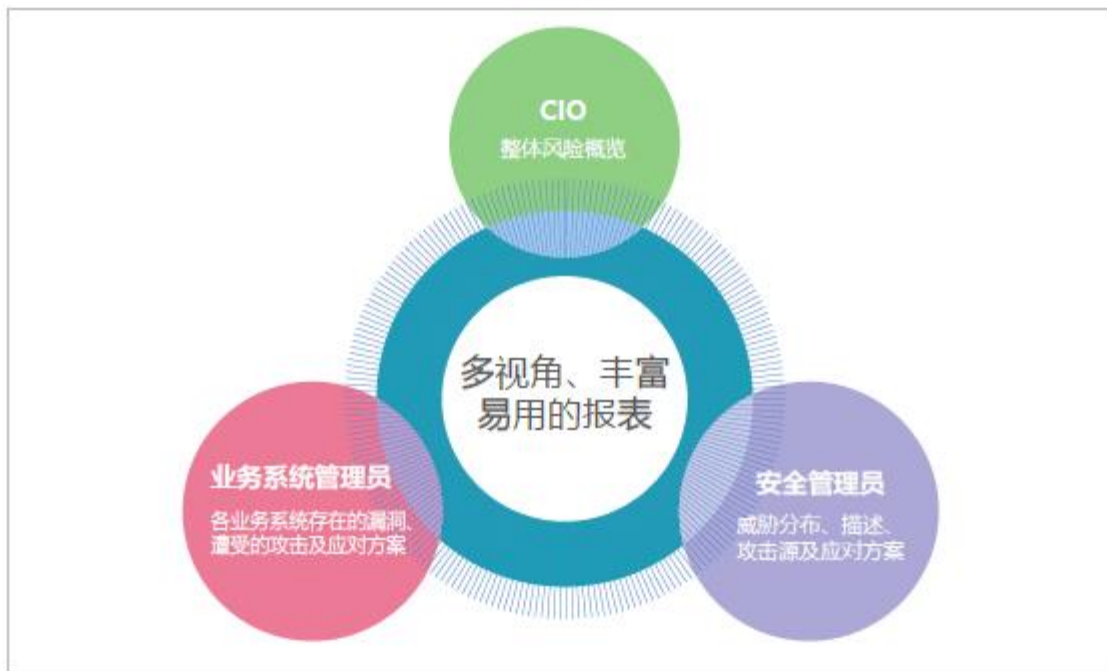 CIO
整体风险概览
多视角、丰富
易用的报表
业务系统管理员
各业务系统存在的漏洞、
遭受的攻击及应对方案
安全管理员
威胁分布、描述、
攻击源及应对方案